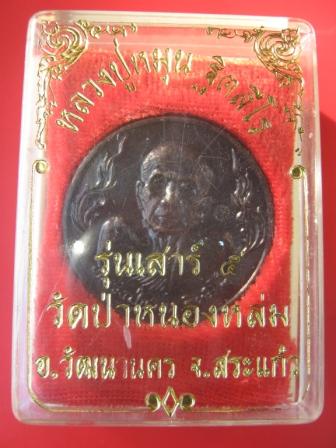 หลวงปู่หมุน ฐิตสีโล
รุ่นเสาร์ ๕
วัดป่าหนองหล่ม
อ.วัฒนานคร จ.สระแก้ว